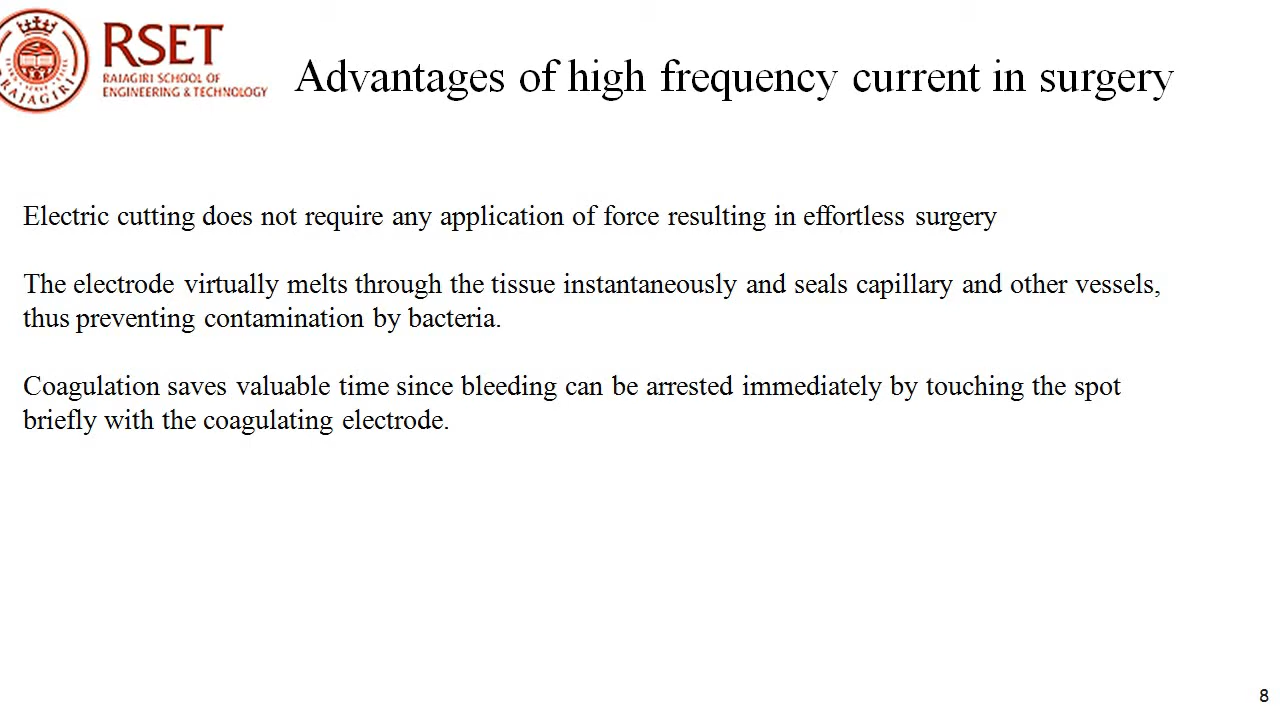 RSET
RAJAGIRI SCHOOL OF
ENGINEERING & TECHNOLOGY
RAJAGIRI
Advantages of high frequency current in surgery
Electric cutting does not require any application of force resulting in effortless surgery
The electrode virtually melts through the tissue instantaneously and seals capillary and other vessels,
thus preventing contamination by bacteria.
Coagulation saves valuable time since bleeding can be arrested immediately by touching the spot
briefly with the coagulating electrode.
8